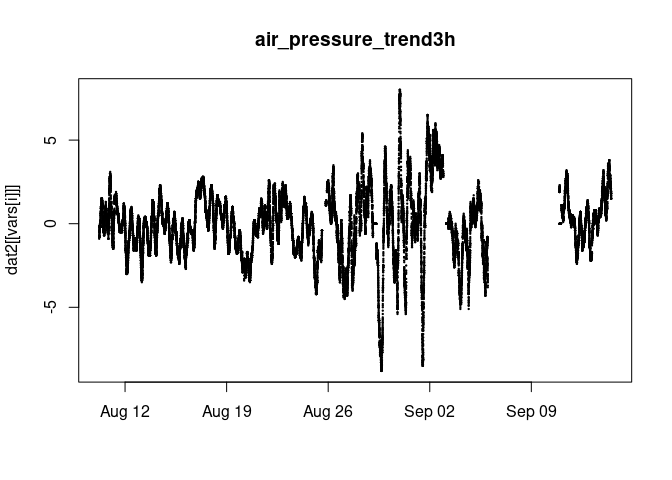 air_pressure_trend3h
dat2[[vars[i]]]
5
0
-5
Aug 12
Aug 19
Aug 26
Sep 02
Sep 09